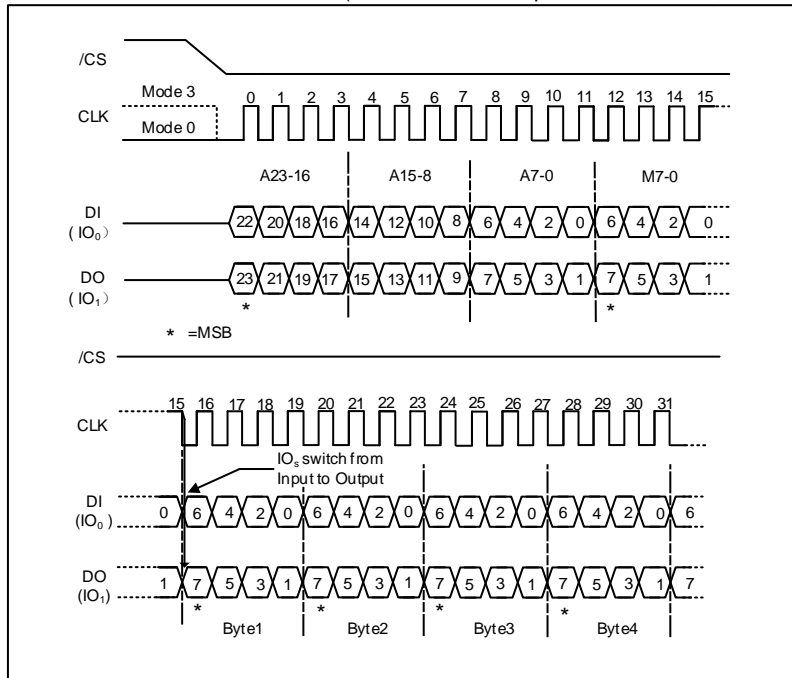 /CS
Mode 3
CLK
Mode 0
0 1 2 3 4 5 6 7 8 9 10 11 12 13 14 15
A23-16 A15-8 A7-0 M7-0
DI
( IO₀ )
22 20 18 16 14 12 10 8 6 4 2 0 6 4 2 0
DO
( IO₁ )
23 21 19 17 15 13 11 9 7 5 3 1 7 5 3 1
* *
* =MSB
/CS
15 16 17 18 19 20 21 22 23 24 25 26 27 28 29 30 31
CLK
IOₛ switch from
Input to Output
DI
(IO₀ )
0 6 4 2 0 6 4 2 0 6 4 2 0 6 4 2 0 6
DO
(IO₁)
1 7 5 3 1 7 5 3 1 7 5 3 1 7 5 3 1 7
* * * *
Byte1 Byte2 Byte3 Byte4